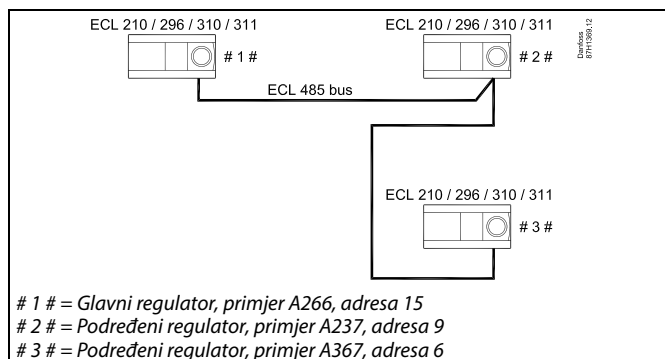 ECL 210 / 296 / 310 / 311
ECL 210 / 296 / 310 / 311
# 1 #
# 2 #
Danfoss
87H1369.12
ECL 485 bus
ECL 210 / 296 / 310 / 311
# 3 #
# 1 # = Glavni regulator, primjer A266, adresa 15
# 2 # = Podređeni regulator, primjer A237, adresa 9
# 3 # = Podređeni regulator, primjer A367, adresa 6